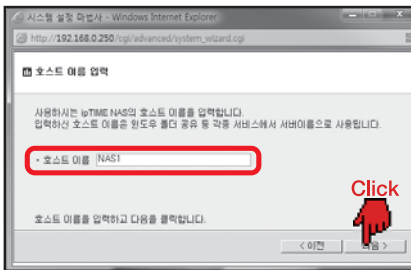 시스템 설정 마법사 - Windows Internet Explorer
http://192.168.0.250/cgi/advanced/system_wizard.cgi
호스트 이름 입력
사용하시는 ipTIME NAS의 호스트 이름을 입력합니다.
입력하신 호스트 이름은 윈도우 폴더 공유 등 각종 서비스에서 서버이름으로 사용됩니다.
· 호스트 이름 NAS1
Click
호스트 이름을 입력하고 다음을 클릭합니다.
< 이전 다음 >